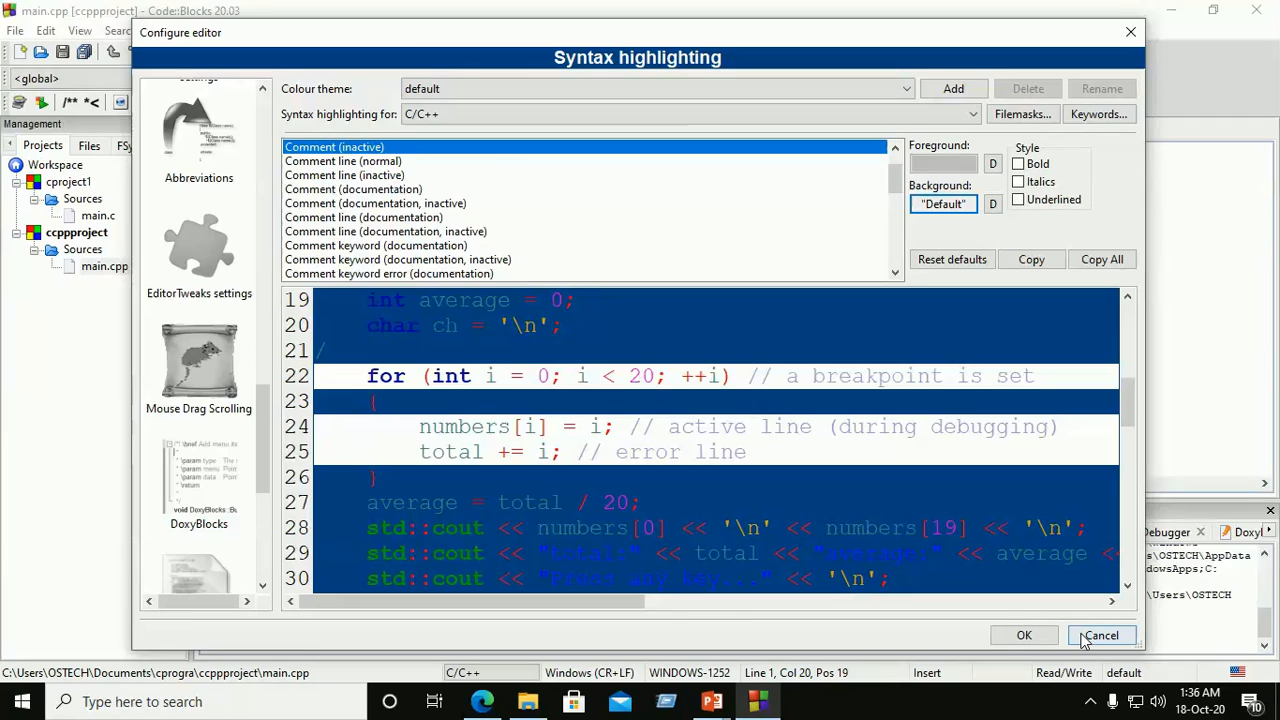 main.cpp [ccppproject] - Code::Blocks 20.03
File Edit View Searc
Configure editor
Syntax highlighting
<global>
/** *<
Management
Projects Files FSy
Workspace
cproject1
Sources
main.c
ccppproject
Sources
main.cpp
Abbreviations
EditorTweaks settings
Mouse Drag Scrolling
DoxyBlocks
Colour theme: default Add Delete Rename
Syntax highlighting for: C/C++ Filemasks... Keywords...
Comment (inactive)
Comment line (normal)
Comment line (inactive)
Comment (documentation)
Comment (documentation, inactive)
Comment line (documentation)
Comment line (documentation, inactive)
Comment keyword (documentation)
Comment keyword (documentation, inactive)
Comment keyword error (documentation)
Foreground: D
Background:
"Default" D
Style
Bold
Italics
Underlined
Reset defaults Copy Copy All
19 int average = 0;
20 char ch = '\n';
21 /
22 for (int i = 0; i < 20; ++i) // a breakpoint is set
23 {
24 numbers[i] = i; // active line (during debugging)
25 total += i; // error line
26 }
27 average = total / 20;
28 std::cout << numbers[0] << '\n' << numbers[19] << '\n';
29 std::cout << "total:" << total << "average:" << average <
30 std::cout << "Press any key..." << '\n';
OK Cancel
Debugger Doxyl
OSTECH\AppData
dowsApps;C:
\Users\OSTECH
C:\Users\OSTECH\Documents\cprogra\ccppproject\main.cpp C/C++ Windows (CR+LF) WINDOWS-1252 Line 1, Col 20, Pos 19 Insert Read/Write default
Type here to search
1:36 AM
18-Oct-20
10